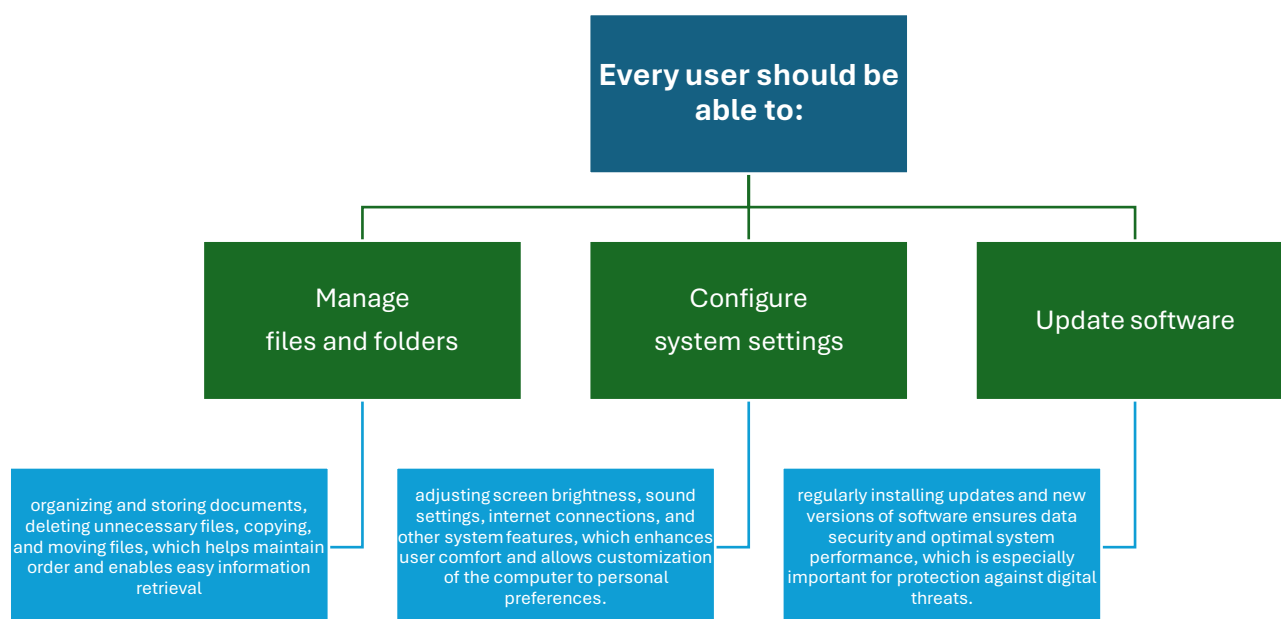 Every user should be
able to:
Manage
files and folders
Configure
system settings
Update software
organizing and storing documents,
deleting unnecessary files, copying,
and moving files, which helps maintain
order and enables easy information
retrieval
adjusting screen brightness, sound
settings, internet connections, and
other system features, which enhances
user comfort and allows customization
of the computer to personal
preferences.
regularly installing updates and new
versions of software ensures data
security and optimal system
performance, which is especially
important for protection against digital
threats.